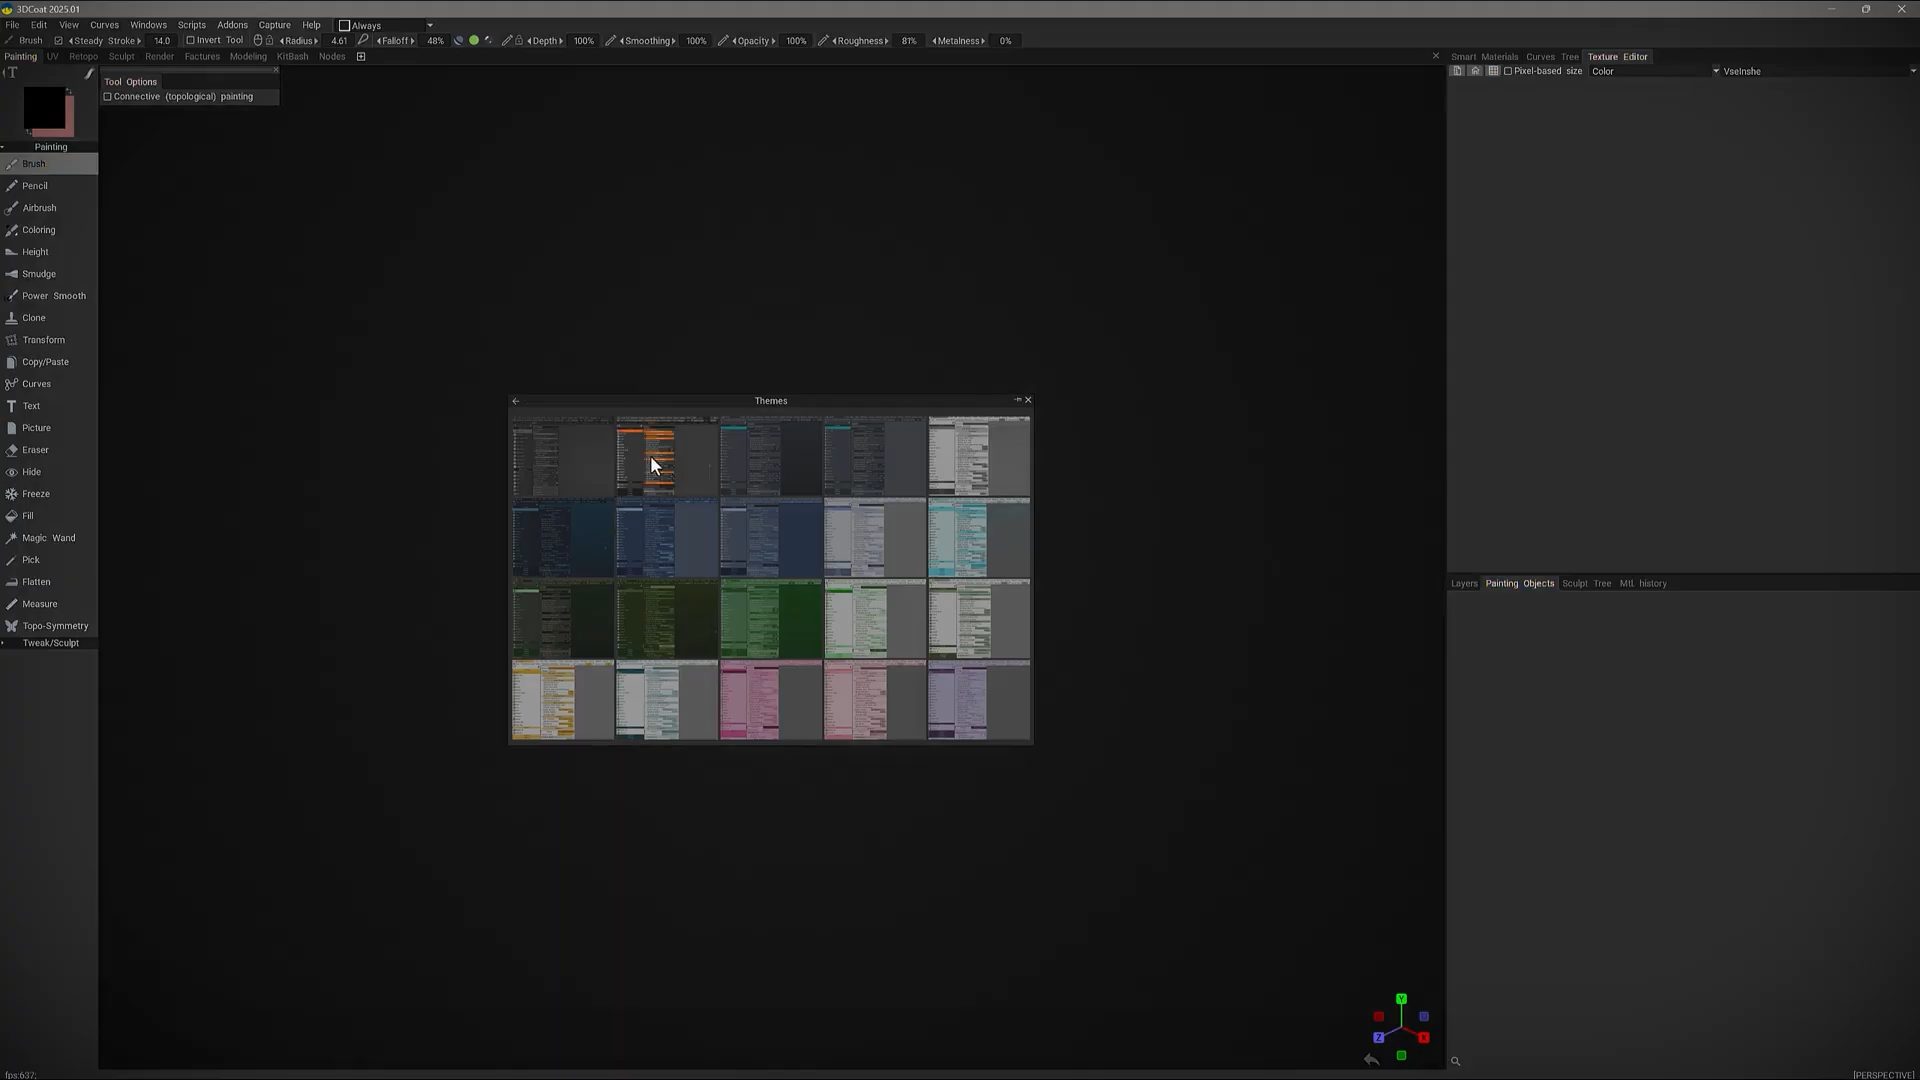 3DCoat 2025.01
File Edit View Curves Windows Scripts Addons Capture Help Always
Brush Steady Stroke 14.0 Invert Tool Radius 4.61 Falloff 48% Depth 100% Smoothing 100% Opacity 100% Roughness 81% Metalness 0%
Painting UV Retopo Sculpt Render Factures Modeling KitBash Nodes
Smart Materials Curves Tree Texture Editor
Pixel-based size Color VseInshe
T
Tool Options
Connective (topological) painting
Painting
Brush
Pencil
Airbrush
Coloring
Height
Smudge
Power Smooth
Clone
Transform
Copy/Paste
Curves
Text
Picture
Eraser
Hide
Freeze
Fill
Magic Wand
Pick
Flatten
Measure
Topo-Symmetry
Tweak/Sculpt
Themes
Layers Painting Objects Sculpt Tree Mtl history
Y
Z
X
fps:637;
[PERSPECTIVE]